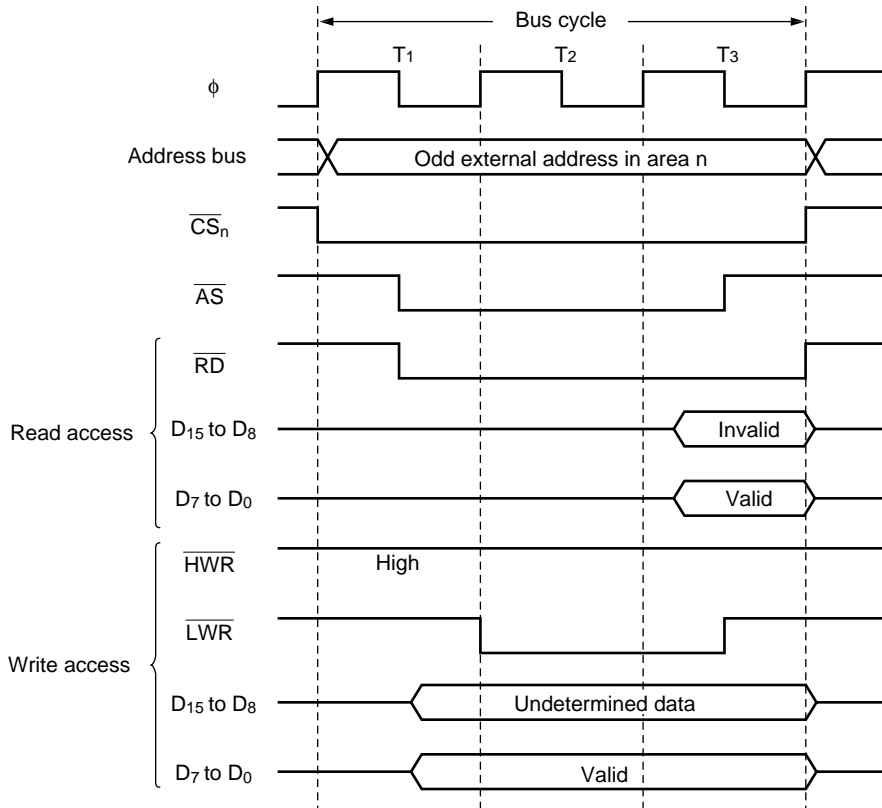 Bus cycle
T1 T2 T3
ϕ
Address bus Odd external address in area n
CSn
AS
RD
Read access D15 to D8 Invalid
D7 to D0 Valid
HWR High
LWR
Write access
D15 to D8 Undetermined data
D7 to D0 Valid